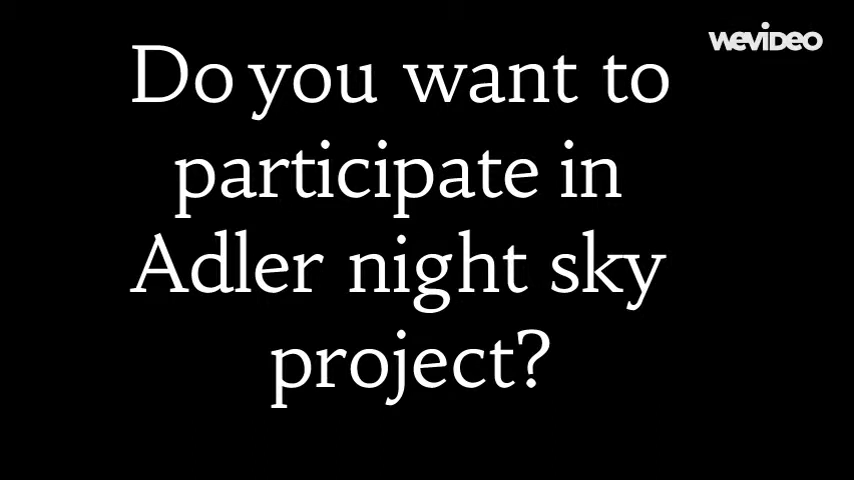 WEVIDEO
Do you want to
participate in
Adler night sky
project?